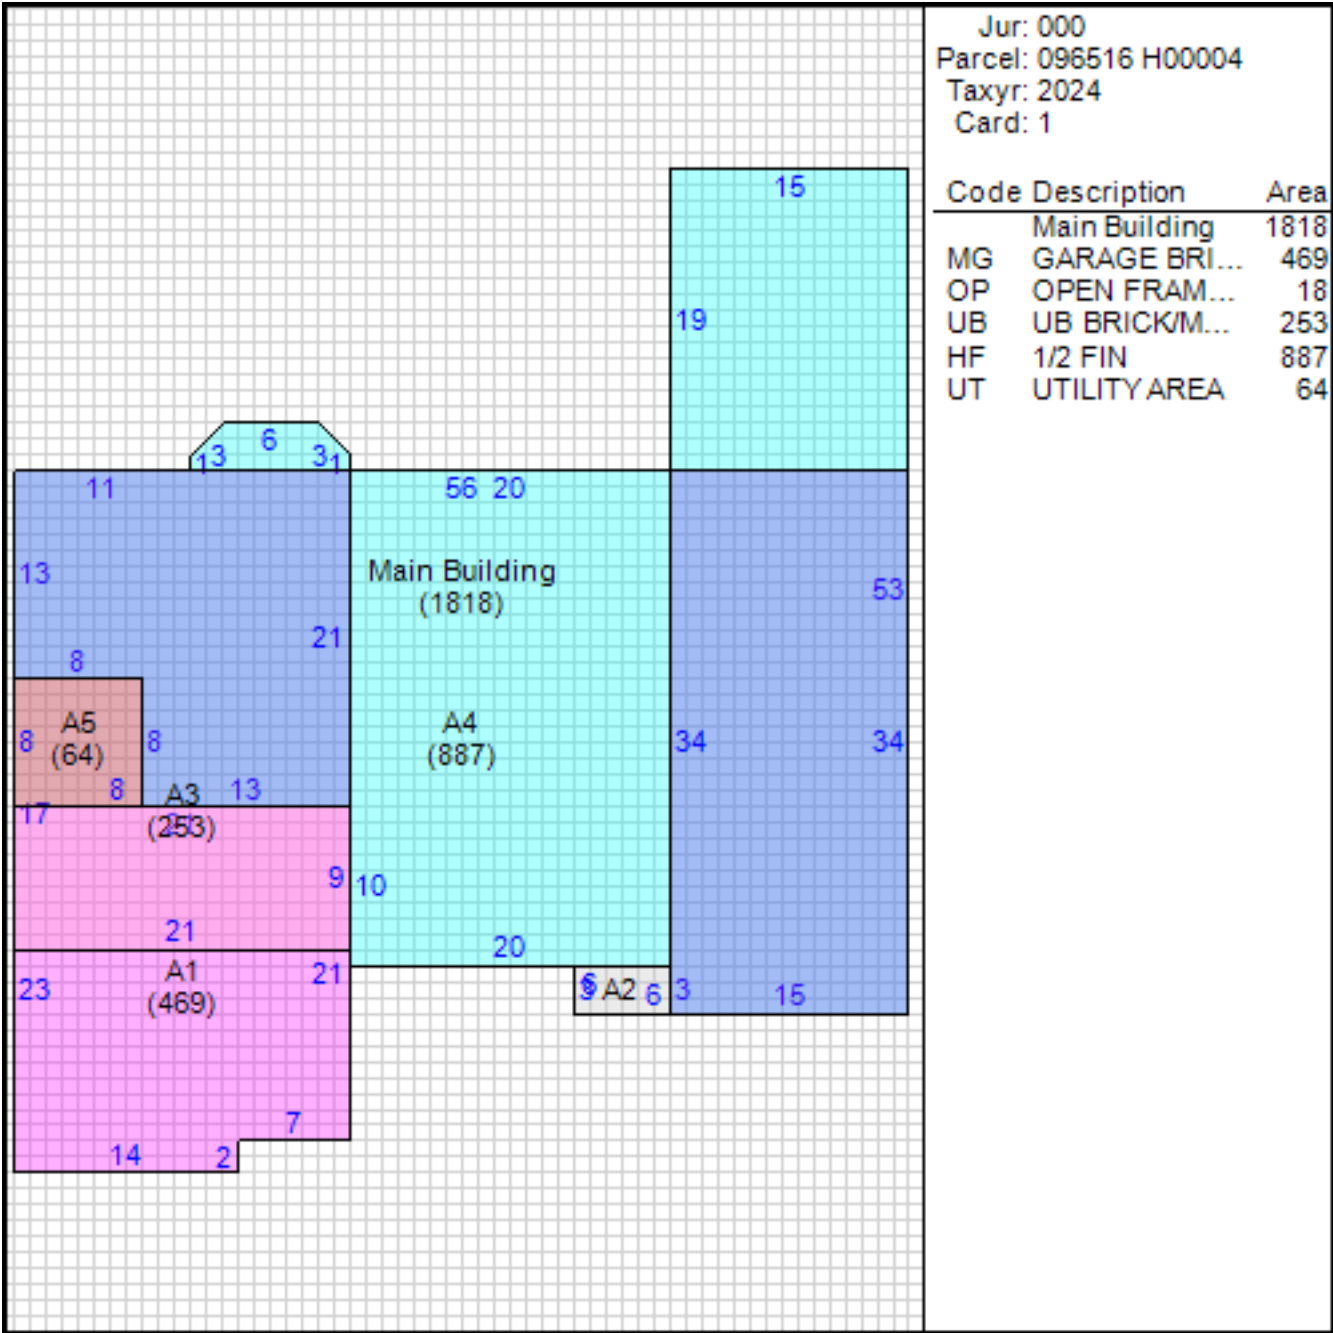 Jur: 000
Parcel: 096516 H00004
Taxyr: 2024
Card: 1
Code Description Area
Main Building 1818
MG GARAGE BRI... 469
OP OPEN FRAM... 18
UB UB BRICK/M... 253
HF 1/2 FIN 887
UT UTILITY AREA 64
15
19
6
1 3
3 1
11
56 20
13
Main Building
(1818)
53
21
8
A5
(64)
8
8
A4
(887)
34
34
8
A3
13
17
(253)
9
10
21
20
A1
(469)
23
21
A2
6
3
15
7
14
2